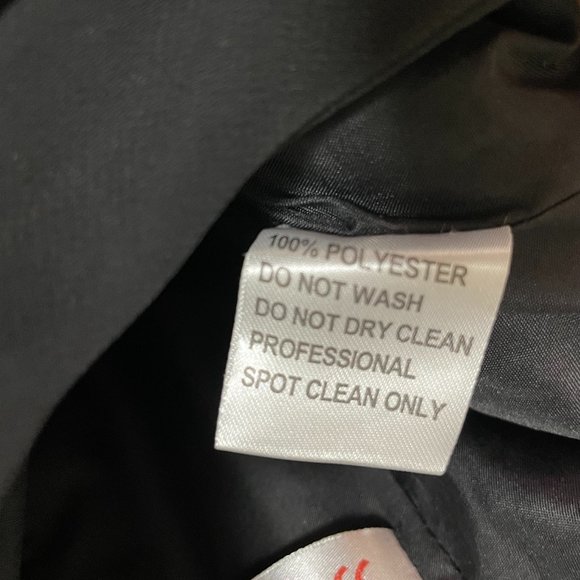 100% POLYESTER
DO NOT WASH
DO NOT DRY CLEAN
PROFESSIONAL
SPOT CLEAN ONLY